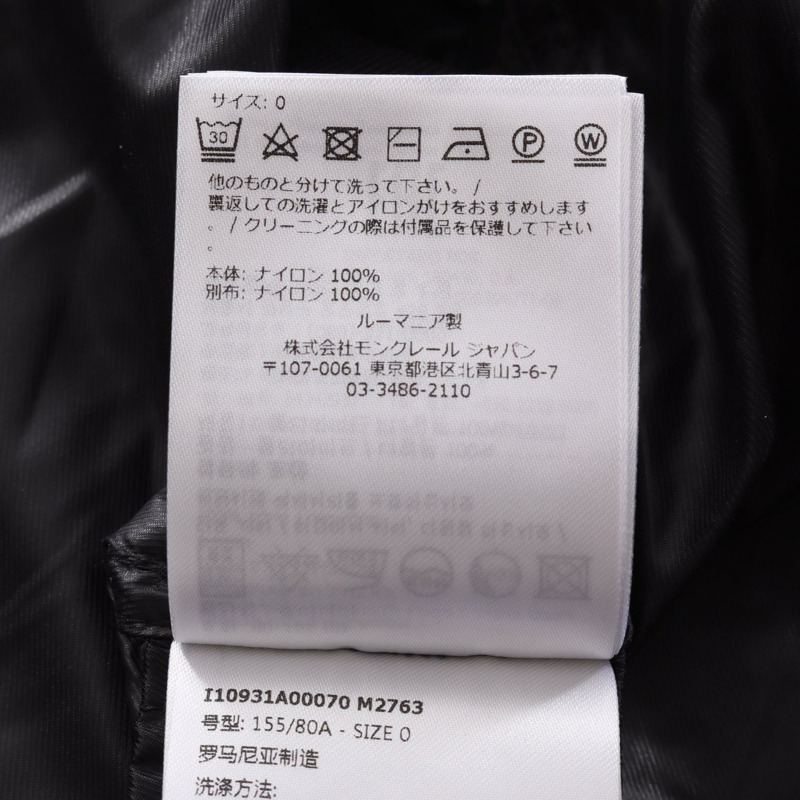 サイズ: 0
30
P
W
他のものと分けて洗って下さい。 /
裏返しての洗濯とアイロンがけをおすすめします
。 / クリーニングの際は付属品を保護して下さい
。
本体: ナイロン 100%
別布: ナイロン 100%
ルーマニア製
株式会社モンクレール ジャパン
〒107-0061 東京都港区北青山3-6-7
03-3486-2110
I10931A00070 M2763
号型: 155/80A - SIZE 0
罗马尼亚制造
洗涤方法: